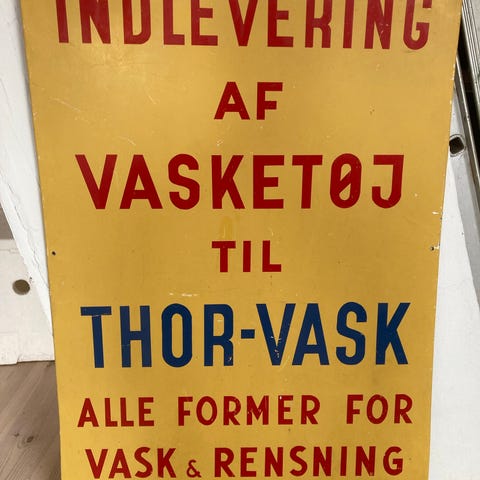 INDLEVERING
AF
VASKETØJ
TIL
THOR-VASK
ALLE FORMER FOR
VASK & RENSNING